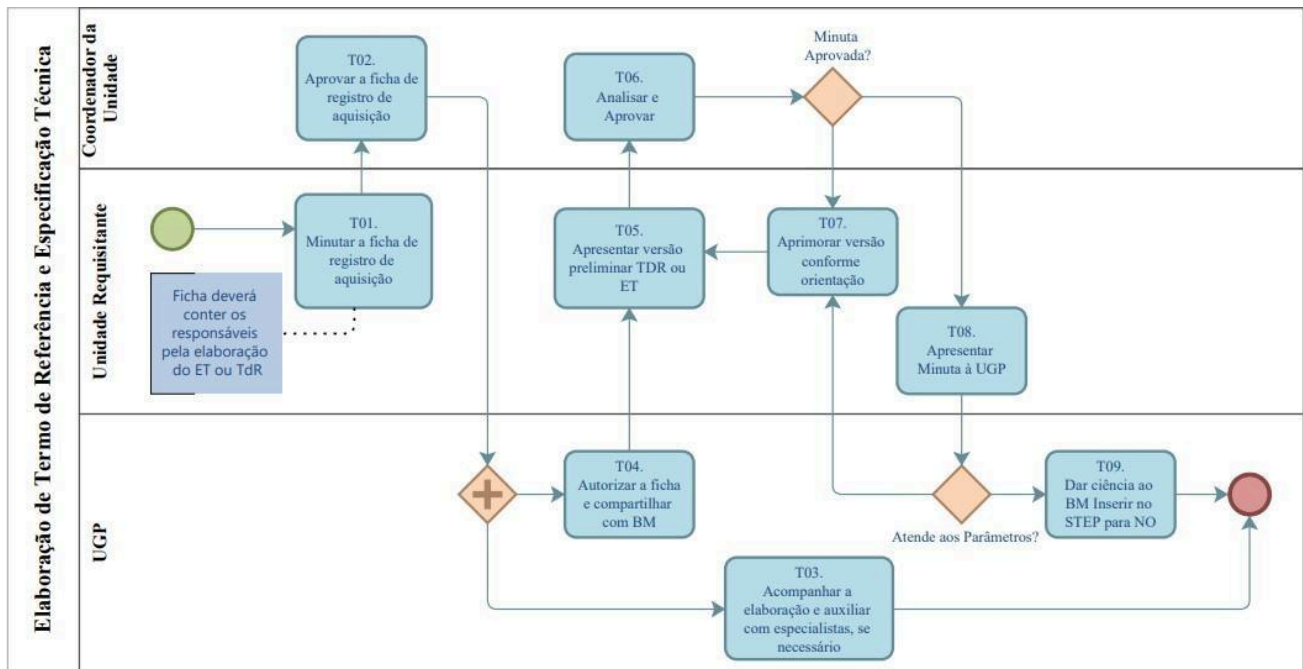 Elaboração de Termo de Referência e Especificação Técnica
Coordenador da
Unidade
T02.
Aprovar a ficha de
registro de
aquisição
T06.
Analisar e
Aprovar
Minuta
Aprovada?
Unidade Requisitante
T01.
Minutar a ficha de
registro de
aquisição
Ficha deverá
conter os
responsáveis
pela elaboração
do ET ou TdR
T05.
Apresentar versão
preliminar TDR ou
ET
T07.
Aprimorar versão
conforme
orientação
T08.
Apresentar
Minuta à UGP
UGP
T04.
Autorizar a ficha
e compartilhar
com BM
Atende aos Parâmetros?
T09.
Dar ciência ao
BM Inserir no
STEP para NO
T03.
Acompanhar a
elaboração e auxiliar
com especialistas, se
necessário